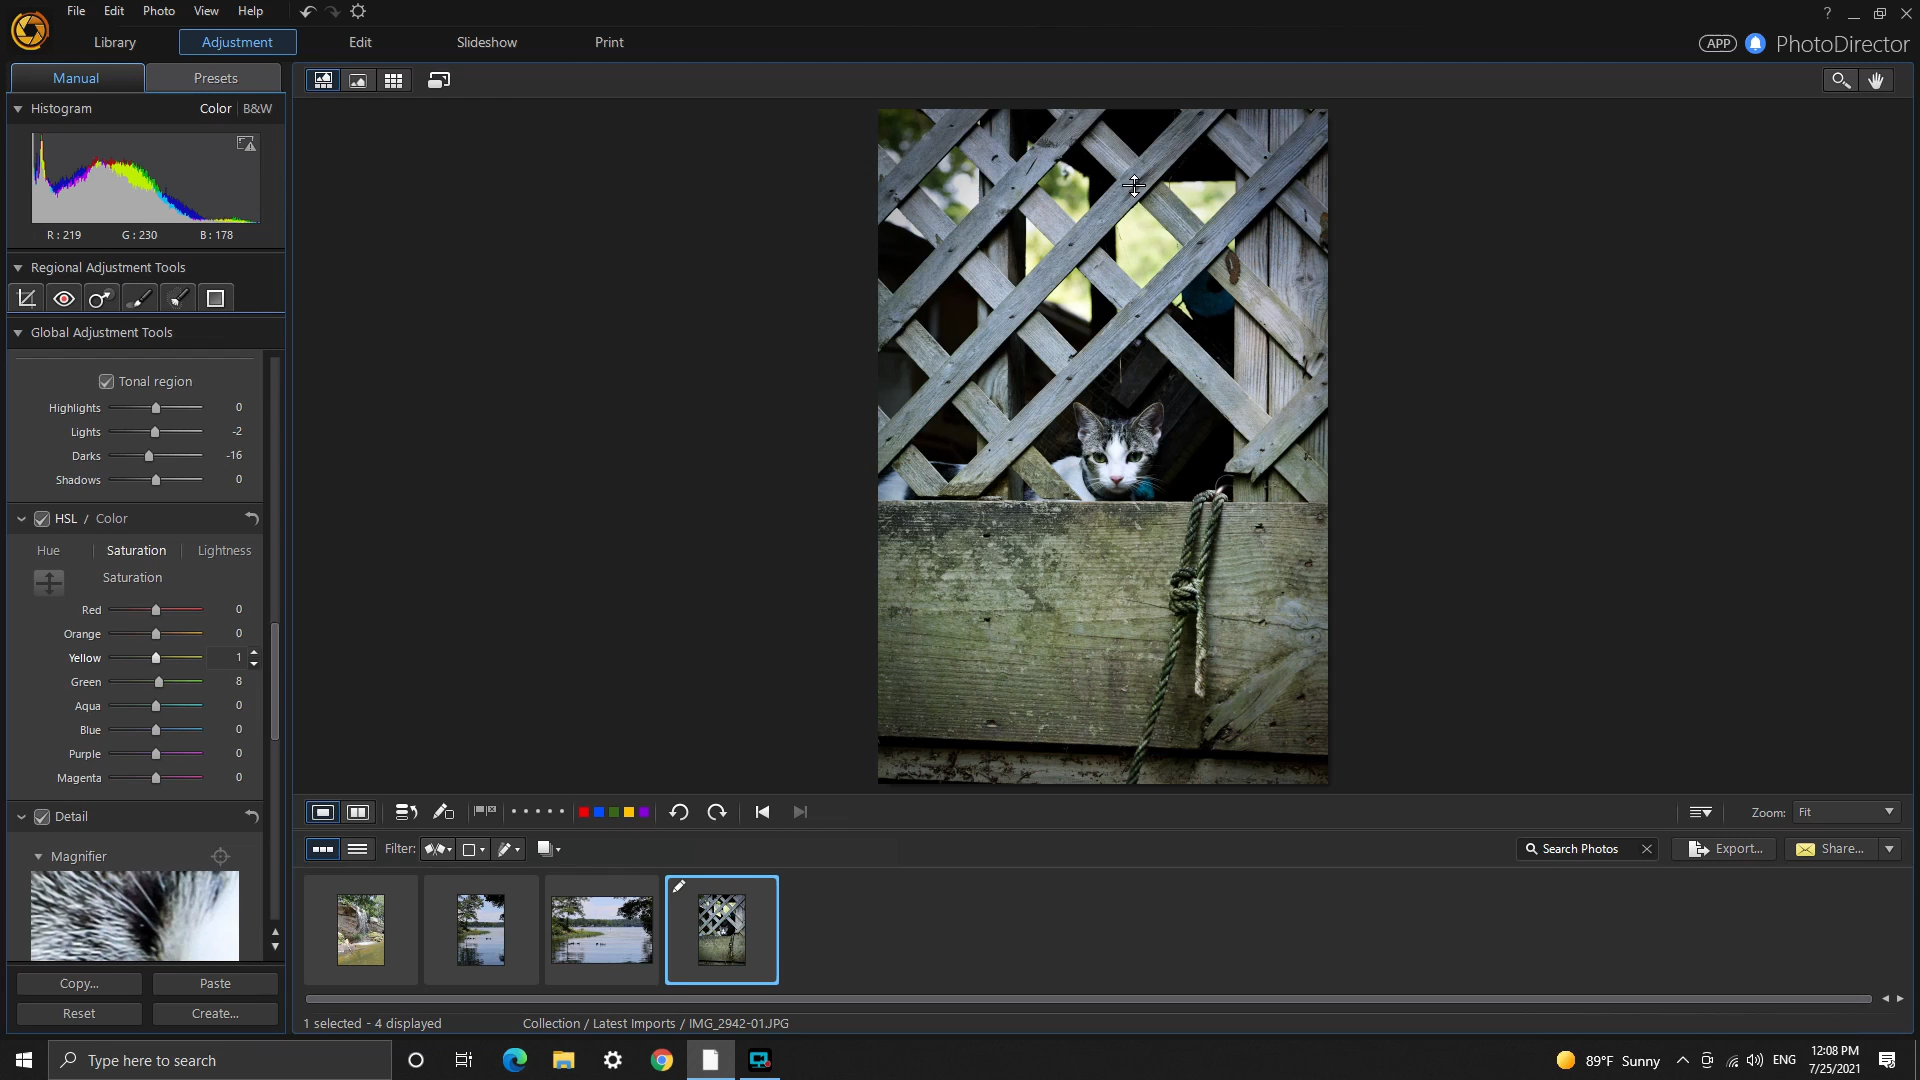 File Edit Photo View Help
?
Library Adjustment Edit Slideshow Print
APP PhotoDirector
Manual Presets
Histogram Color B&W
R : 219 G : 230 B : 178
Regional Adjustment Tools
Global Adjustment Tools
Tonal region
Highlights 0
Lights -2
Darks -16
Shadows 0
HSL / Color
Hue Saturation Lightness
Saturation
Red 0
Orange 0
Yellow 1
Green 8
Aqua 0
Blue 0
Purple 0
Magenta 0
Detail
Magnifier
Copy... Paste
Reset Create...
Zoom: Fit
Filter: Search Photos Export... Share...
1 selected - 4 displayed Collection / Latest Imports / IMG_2942-01.JPG
Type here to search
89°F Sunny ENG 12:08 PM
7/25/2021